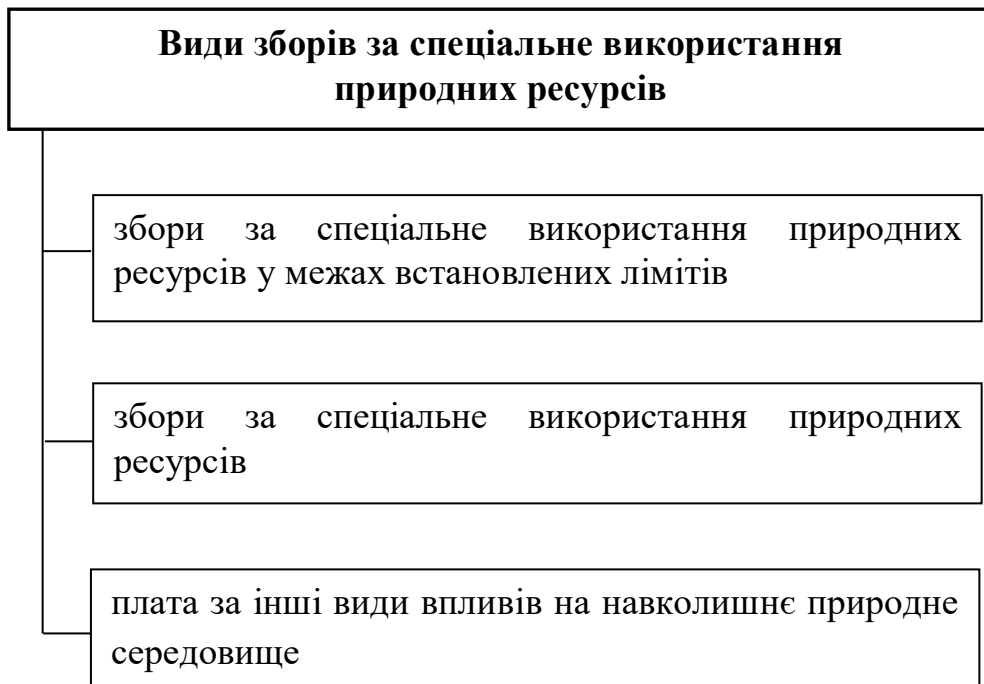 Види зборів за спеціальне використання
природних ресурсів
збори за спеціальне використання природних
ресурсів у межах встановлених лімітів
збори за спеціальне використання природних
ресурсів
плата за інші види впливів на навколишнє природне
середовище